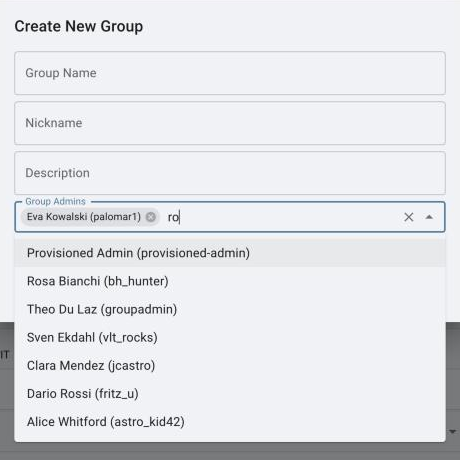 Create New Group
Group Name
Nickname
Description
Group Admins
Eva Kowalski (palomar1) ro
Provisioned Admin (provisioned-admin)
Rosa Bianchi (bh_hunter)
Theo Du Laz (groupadmin)
Sven Ekdahl (vlt_rocks)
IT
Clara Mendez (jcastro)
Dario Rossi (fritz_u)
Alice Whitford (astro_kid42)